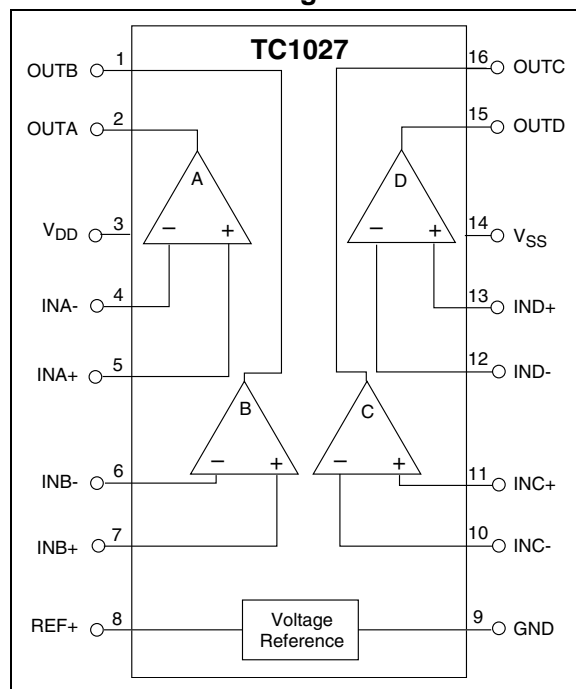 TC1027
OUTB 1
OUTA 2
VDD 3
INA- 4
INA+ 5
INB- 6
INB+ 7
REF+ 8
A
- +
B
- +
D
- +
C
- +
Voltage
Reference
16 OUTC
15 OUTD
14 VSS
13 IND+
12 IND-
11 INC+
10 INC-
9 GND